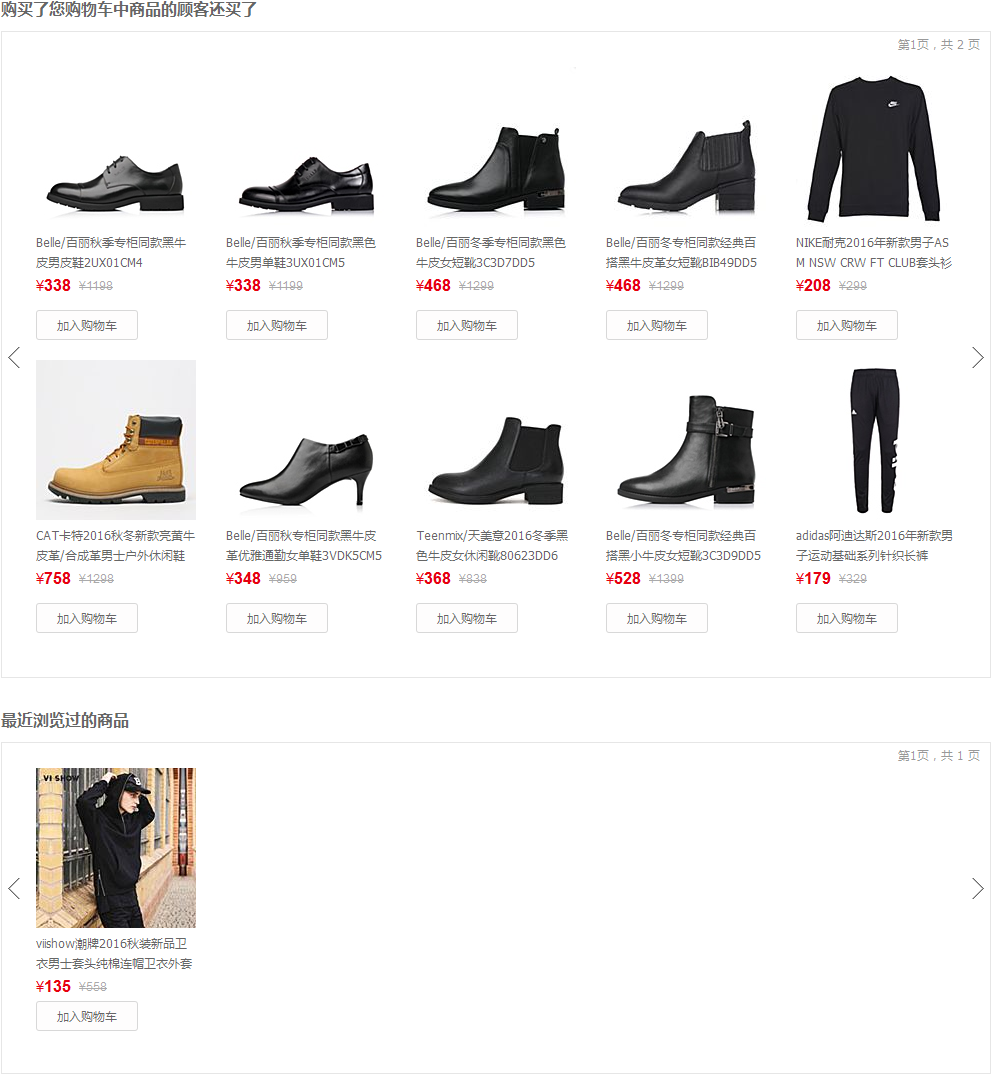 购买了您购物车中商品的顾客还买了
第1页，共 2 页
Belle/百丽秋季专柜同款黑牛
皮男皮鞋2UX01CM4
¥338 ¥1198
加入购物车
Belle/百丽秋季专柜同款黑色
牛皮男单鞋3UX01CM5
¥338 ¥1199
加入购物车
Belle/百丽冬季专柜同款黑色
牛皮女短靴3C3D7DD5
¥468 ¥1299
加入购物车
Belle/百丽冬专柜同款经典百
搭黑牛皮革女短靴BIB49DD5
¥468 ¥1299
加入购物车
NIKE耐克2016年新款男子AS
M NSW CRW FT CLUB套头衫
¥208 ¥299
加入购物车
CAT卡特2016秋冬新款亮黄牛
皮革/合成革男士户外休闲鞋
¥758 ¥1298
加入购物车
Belle/百丽秋专柜同款黑牛皮
革优雅通勤女单鞋3VDK5CM5
¥348 ¥959
加入购物车
Teenmix/天美意2016冬季黑
色牛皮女休闲靴80623DD6
¥368 ¥838
加入购物车
Belle/百丽冬专柜同款经典百
搭黑小牛皮女短靴3C3D9DD5
¥528 ¥1399
加入购物车
adidas阿迪达斯2016年新款男
子运动基础系列针织长裤
¥179 ¥329
加入购物车
最近浏览过的商品
第1页，共 1 页
VI SHOW
viishow潮牌2016秋装新品卫
衣男士套头纯棉连帽卫衣外套
¥135 ¥558
加入购物车